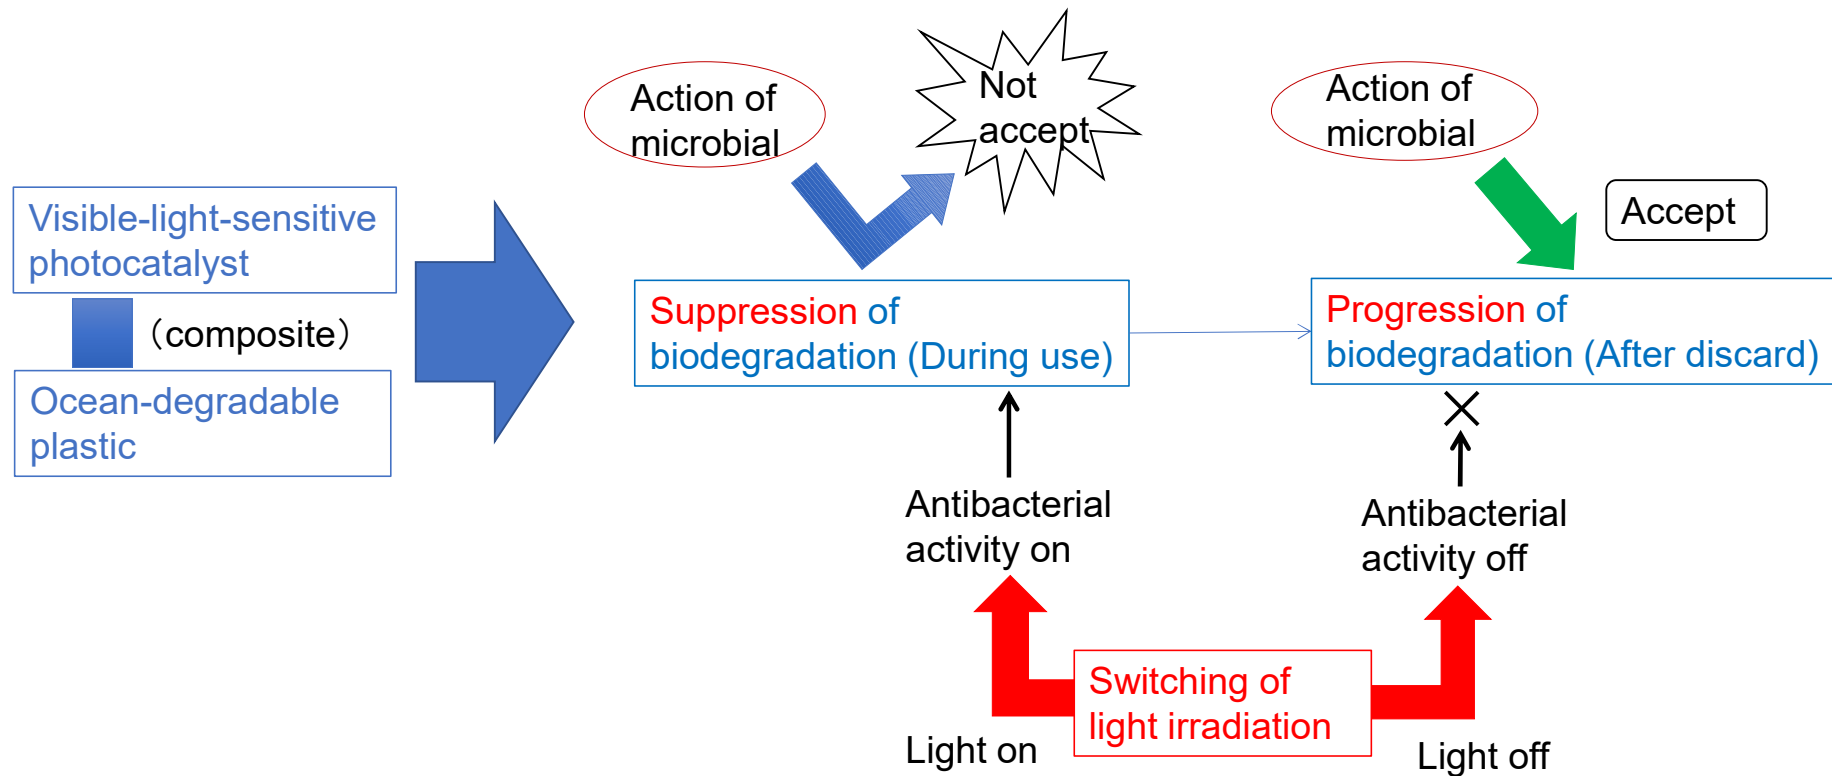 Visible-light-sensitive
photocatalyst
（composite）
Ocean-degradable
plastic
Action of
microbial
Not
accept
Suppression of
biodegradation (During use)
Action of
microbial
Accept
Progression of
biodegradation (After discard)
Antibacterial
activity on
Antibacterial
activity off
Switching of
light irradiation
Light on
Light off